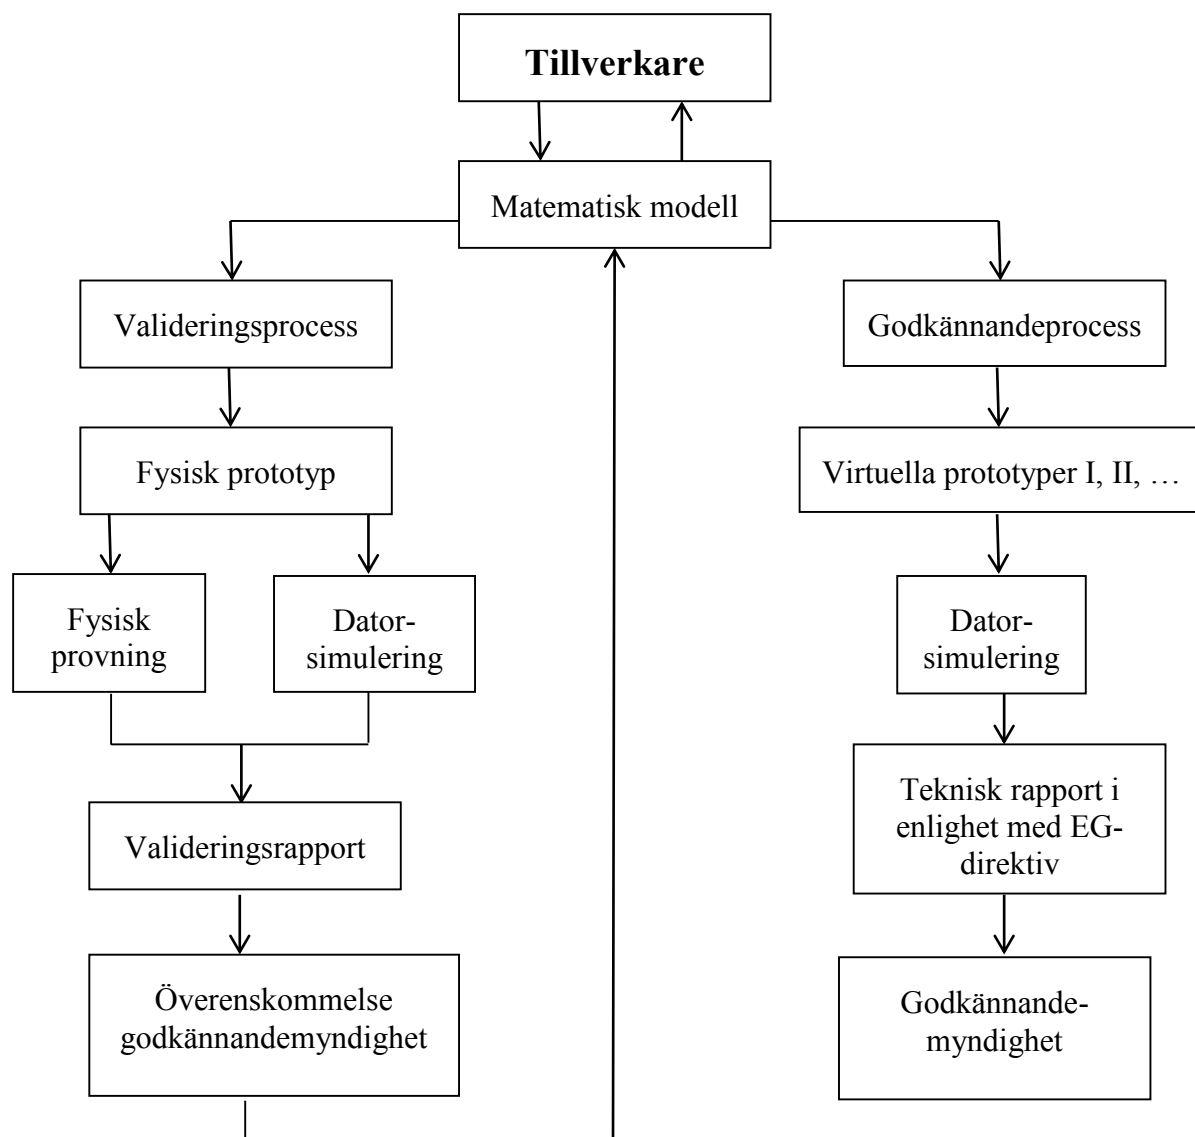 Tillverkare
Matematisk modell
Valideringsprocess
Godkännandeprocess
Fysisk prototyp
Virtuella prototyper I, II, …
Fysisk
provning
Dator-
simulering
Dator-
simulering
Valideringsrapport
Teknisk rapport i
enlighet med EG-
direktiv
Överenskommelse
godkännandemyndighet
Godkännande-
myndighet